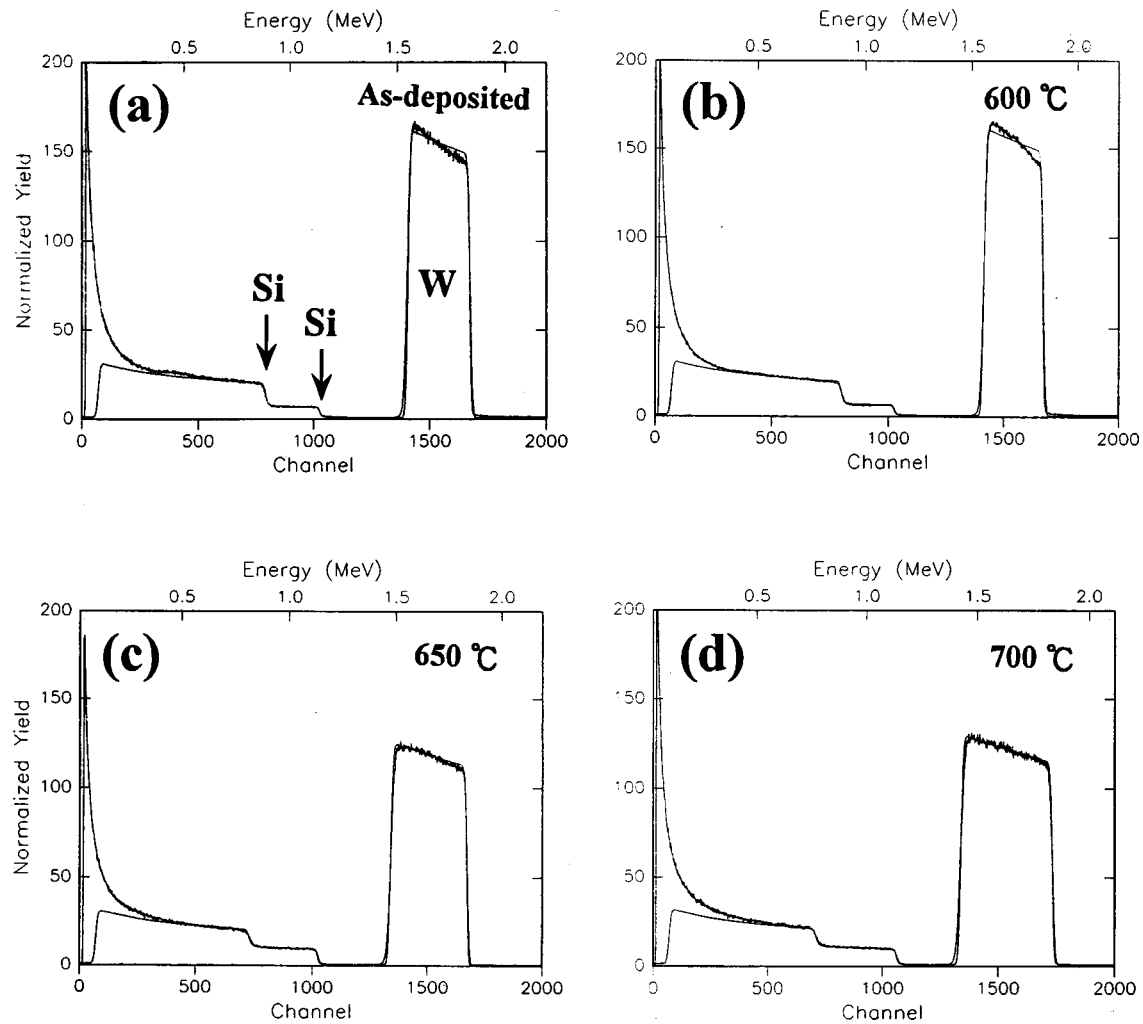 Energy (MeV)
0.5 1.0 1.5 2.0
(a) As-deposited
200
150
100
50
0
Normalized Yield
Si
Si
W
0 500 1000 1500 2000
Channel
Energy (MeV)
0.5 1.0 1.5 2.0
(b) 600 ℃
200
150
100
50
0
0 500 1000 1500 2000
Channel
Energy (MeV)
0.5 1.0 1.5 2.0
(c) 650 ℃
200
150
100
50
0
Normalized Yield
0 500 1000 1500 2000
Channel
Energy (MeV)
0.5 1.0 1.5 2.0
(d) 700 ℃
200
150
100
50
0
0 500 1000 1500 2000
Channel